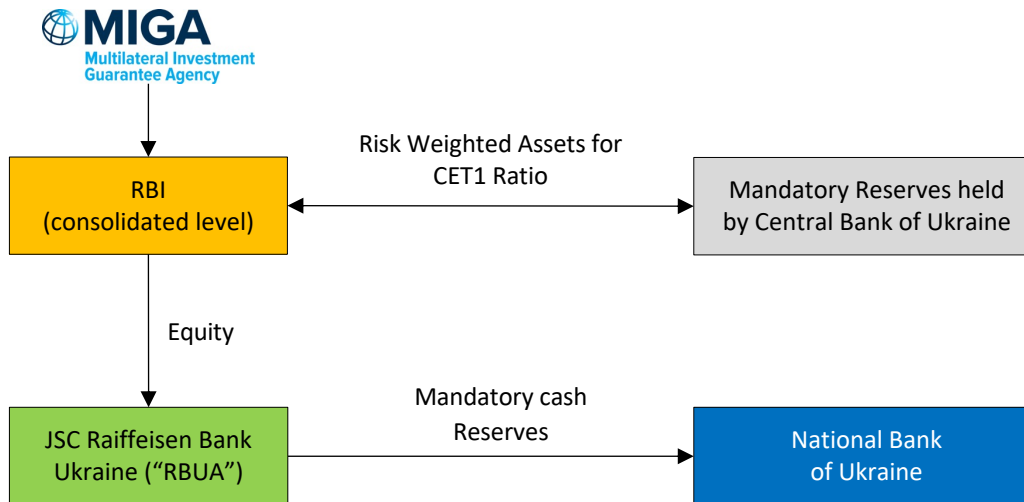 MIGA
Multilateral Investment
Guarantee Agency
Risk Weighted Assets for
CET1 Ratio
RBI
(consolidated level)
Mandatory Reserves held
by Central Bank of Ukraine
Equity
Mandatory cash
Reserves
JSC Raiffeisen Bank
Ukraine (“RBUA”)
National Bank
of Ukraine